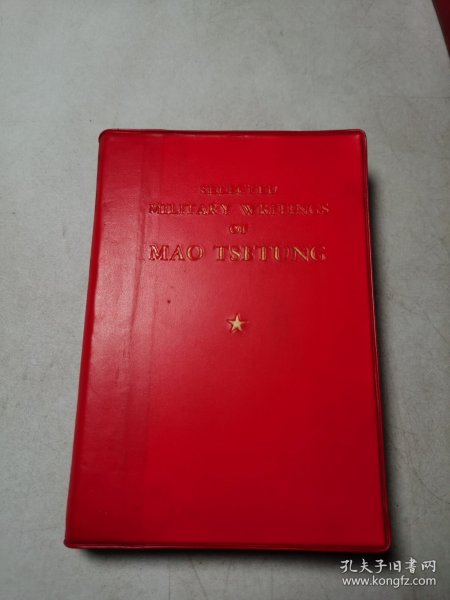 SELECTED
MILITARY WRITINGS
OF
MAO TSETUNG
孔夫子旧书网
www.kongfz.com